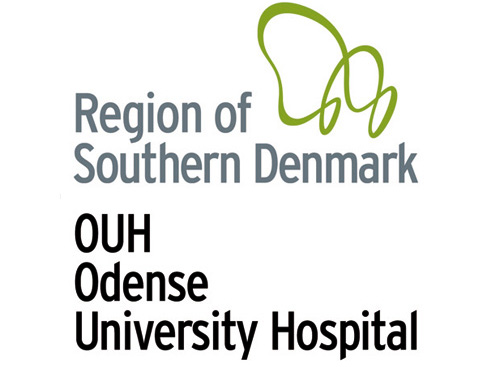 Region of
Southern Denmark
OUH
Odense
University Hospital